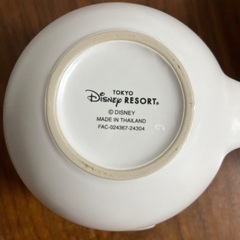 TOKYO
Disney RESORT®
© DISNEY
MADE IN THAILAND
FAC-024367-24304